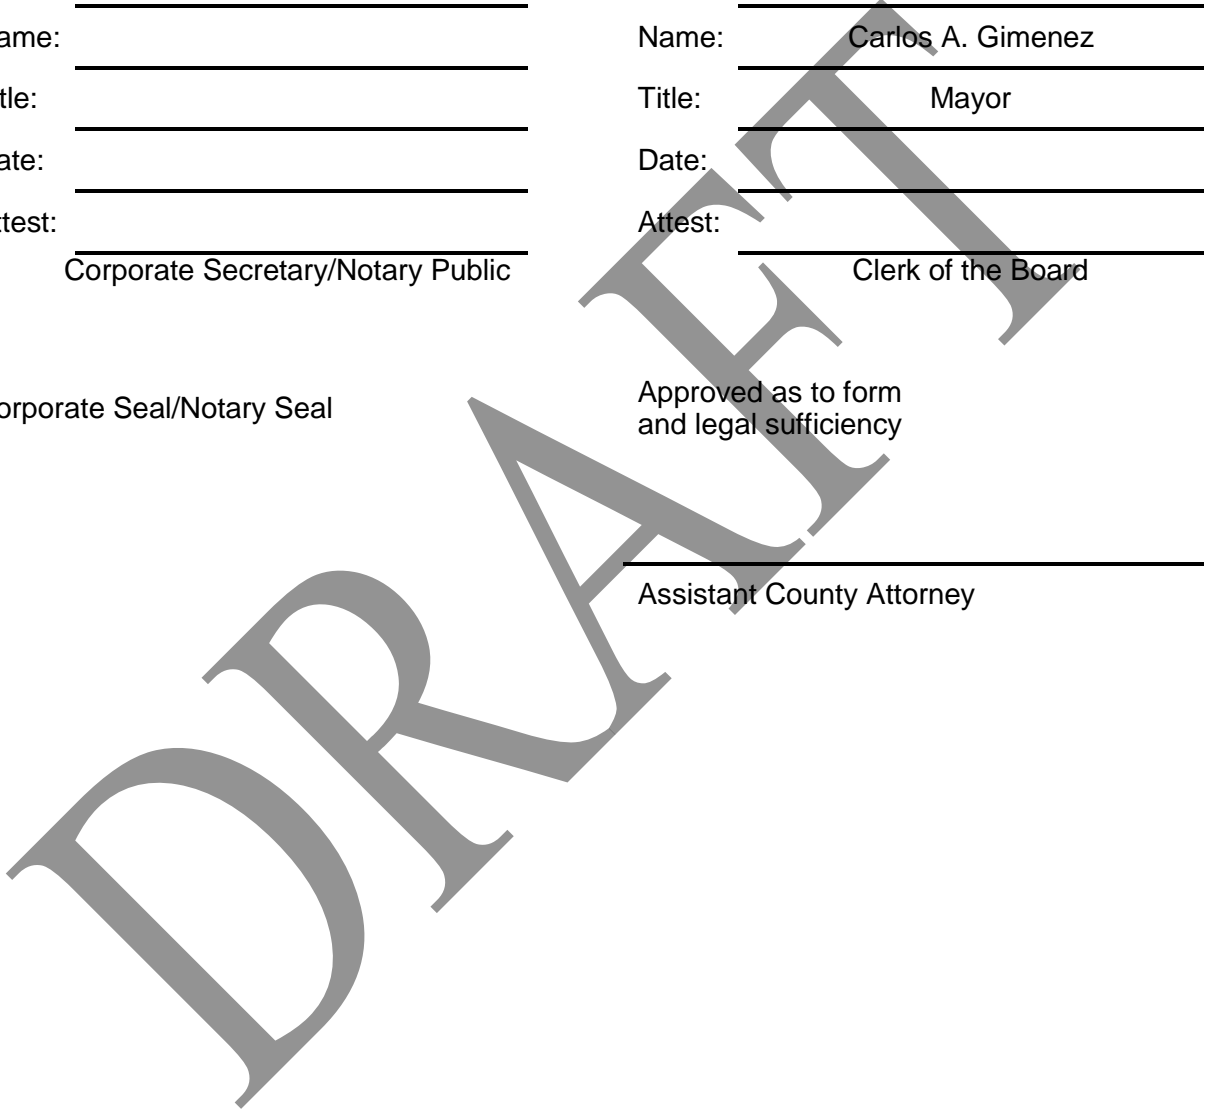 ame:
tle:
ate:
ttest:
Corporate Secretary/Notary Public
orporate Seal/Notary Seal
Name: Carlos A. Gimenez
Title: Mayor
Date:
Attest:
Clerk of the Board
Approved as to form
and legal sufficiency
Assistant County Attorney
DRAFT